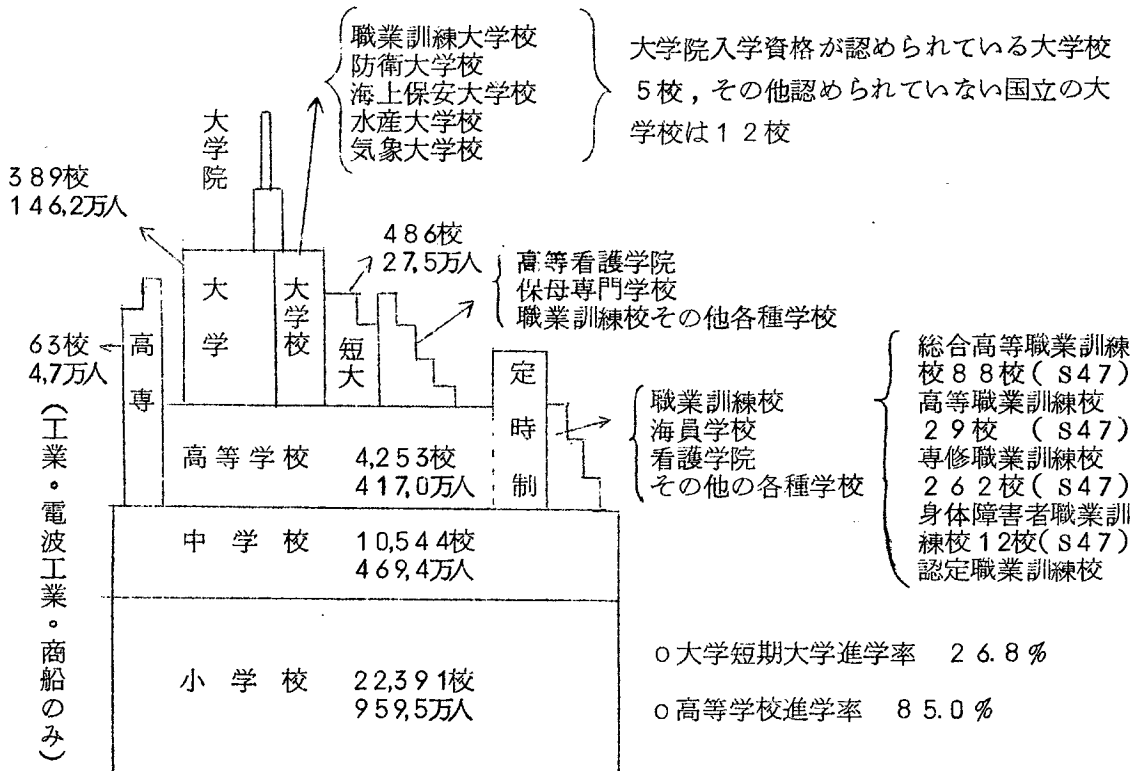 職業訓練大学校
防衛大学校
海上保安大学校
水産大学校
気象大学校
大学院入学資格が認められている大学校
5校，その他認められていない国立の大
学校は12校
大学院
389校
146,2万人
486校
27,5万人
高等看護学院
保母専門学校
職業訓練校その他各種学校
大学
大学校
短大
63校
4,7万人
高専
(工業。電波工業。商船のみ)
定時制
職業訓練校
海員学校
看護学院
その他の各種学校
総合高等職業訓練
校88校(S47)
高等職業訓練校
29校 (S47)
専修職業訓練校
262校(S47)
身体障害者職業訓
練校12校(S47)
認定職業訓練校
高等学校 4,253校
417.0万人
中学校 10,544校
469,4万人
小学校 22,391校
959,5万人
o大学短期大学進学率 26.8%
o高等学校進学率 85.0%